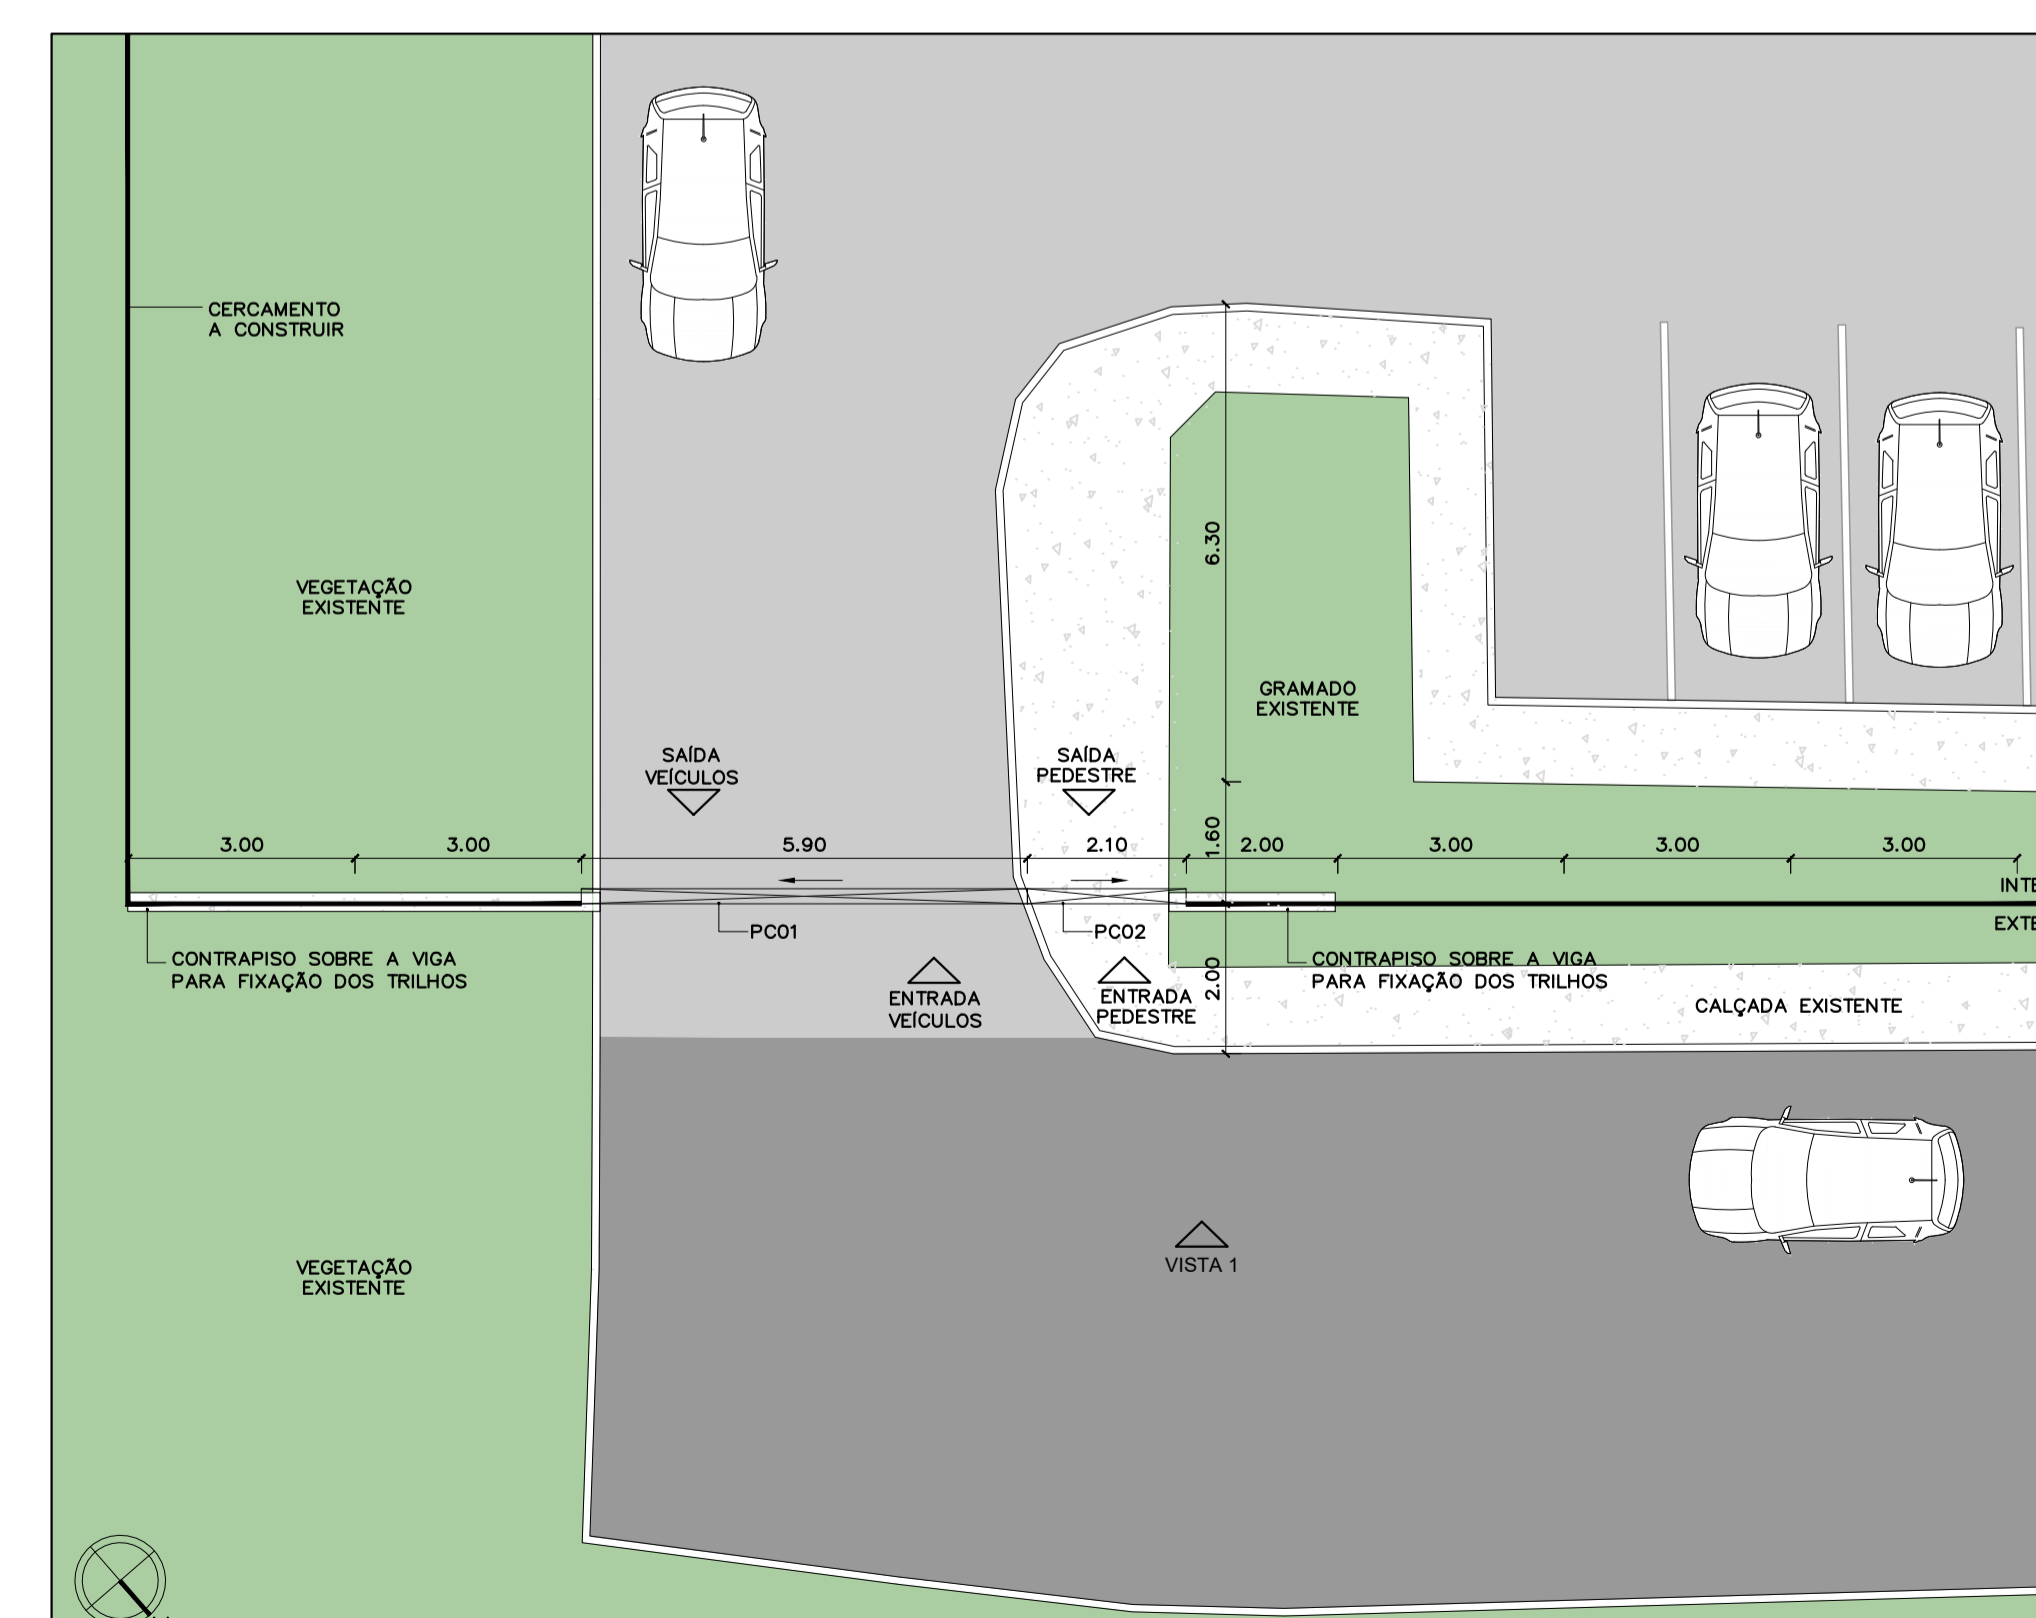 CERCAMENTO
A CONSTRUIR
VEGETAÇÃO
EXISTENTE
6.30
GRAMADO
EXISTENTE
SAÍDA
VEÍCULOS
SAÍDA
PEDESTRE
3.00
3.00
5.90
2.10
1.60
2.00
3.00
3.00
3.00
INTE
EXTE
PC01
PC02
CONTRAPISO SOBRE A VIGA
PARA FIXAÇÃO DOS TRILHOS
ENTRADA
VEÍCULOS
ENTRADA
PEDESTRE
2.00
CONTRAPISO SOBRE A VIGA
PARA FIXAÇÃO DOS TRILHOS
CALÇADA EXISTENTE
VISTA 1
VEGETAÇÃO
EXISTENTE